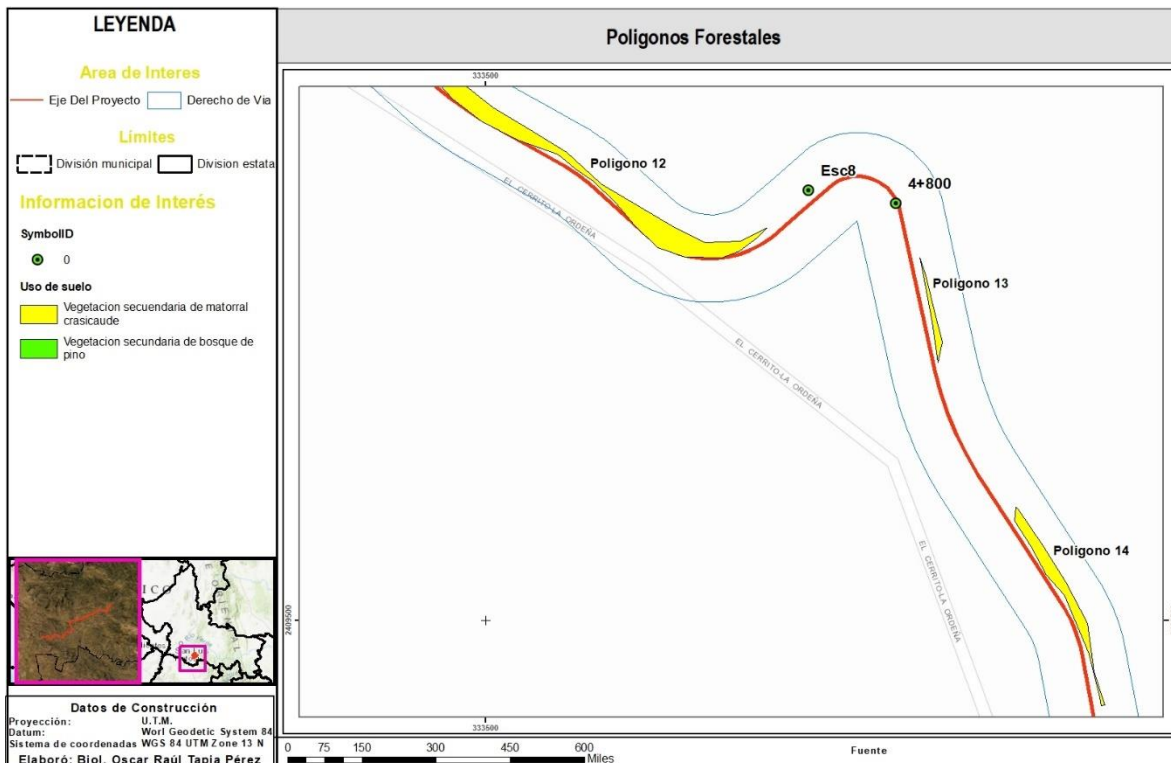 LEYENDA
Area de Interes
Eje Del Proyecto
Derecho de Via
Límites
División municipal
Division estata
Informacion de Interés
SymbolID
0
Uso de suelo
Vegetacion secuendaria de matorral
crasicaude
Vegetacion secundaria de bosque de
pino
Datos de Construcción
Proyección: U.T.M.
Datum: Worl Geodetic System 84
Sistema de coordenadas WGS 84 UTM Zone 13 N
Elaboró: Biol. Oscar Raúl Tapia Pérez
Poligonos Forestales
333500
Poligono 12
Esc8
4+800
EL CERRITO-LA ORDEÑA
Poligono 13
EL CERRITO-LA ORDEÑA
Poligono 14
EL CERRITO-LA ORDEÑA
2409500
333500
0 75 150 300 450 600
Miles
Fuente